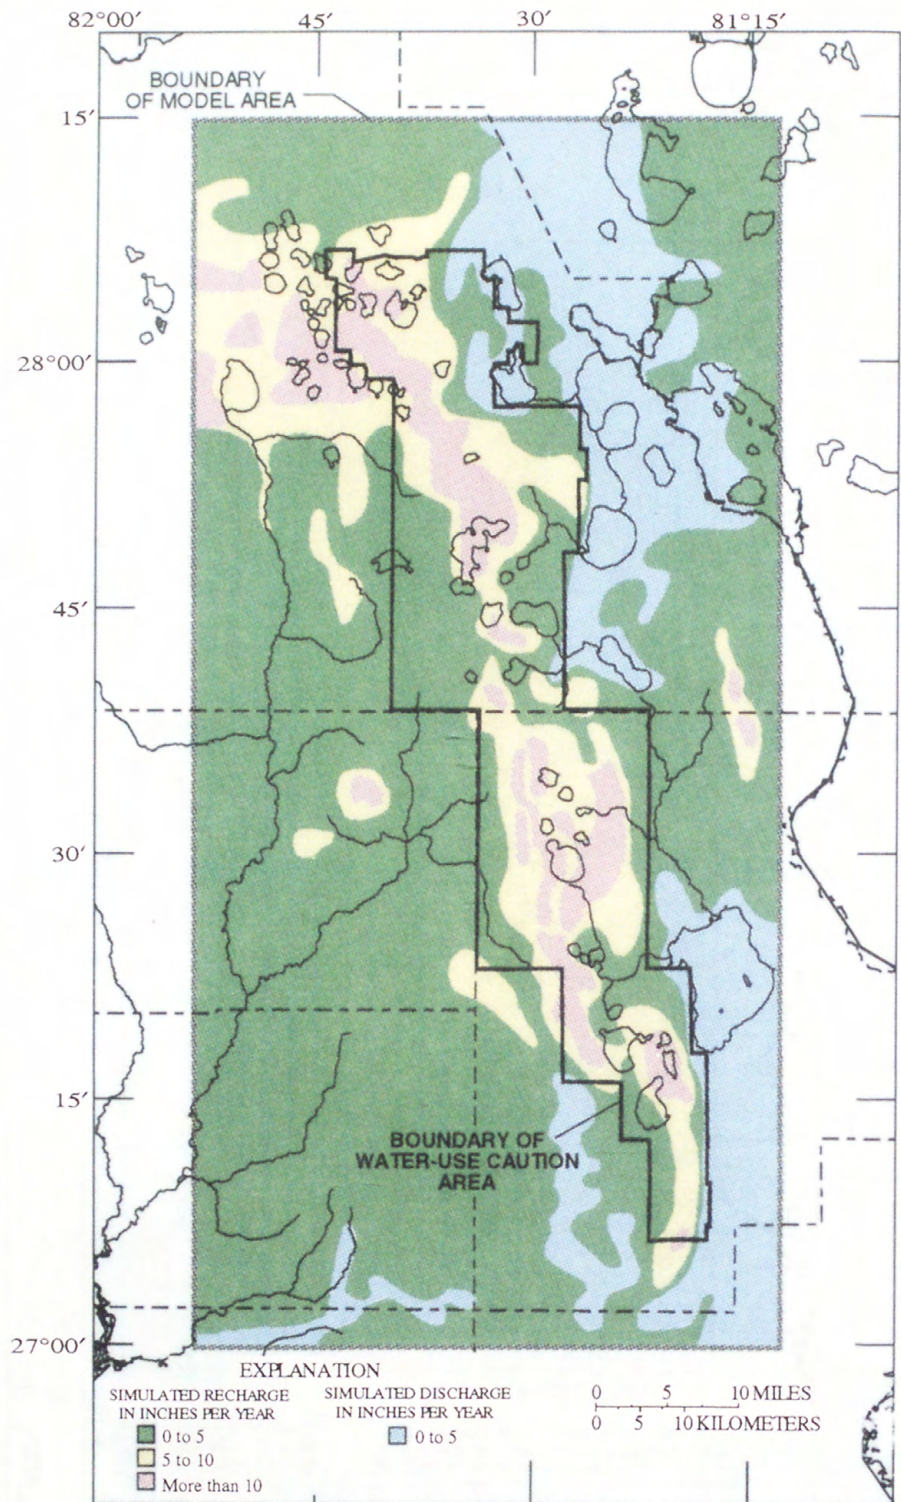 82°00′ 45′ 30′ 81°15′
BOUNDARY
OF MODEL AREA
15′
28°00′
45′
30′
15′
BOUNDARY OF
WATER-USE CAUTION
AREA
27°00′
EXPLANATION
SIMULATED RECHARGE
IN INCHES PER YEAR
0 to 5
5 to 10
More than 10
SIMULATED DISCHARGE
IN INCHES PER YEAR
0 to 5
0 5 10 MILES
0 5 10 KILOMETERS